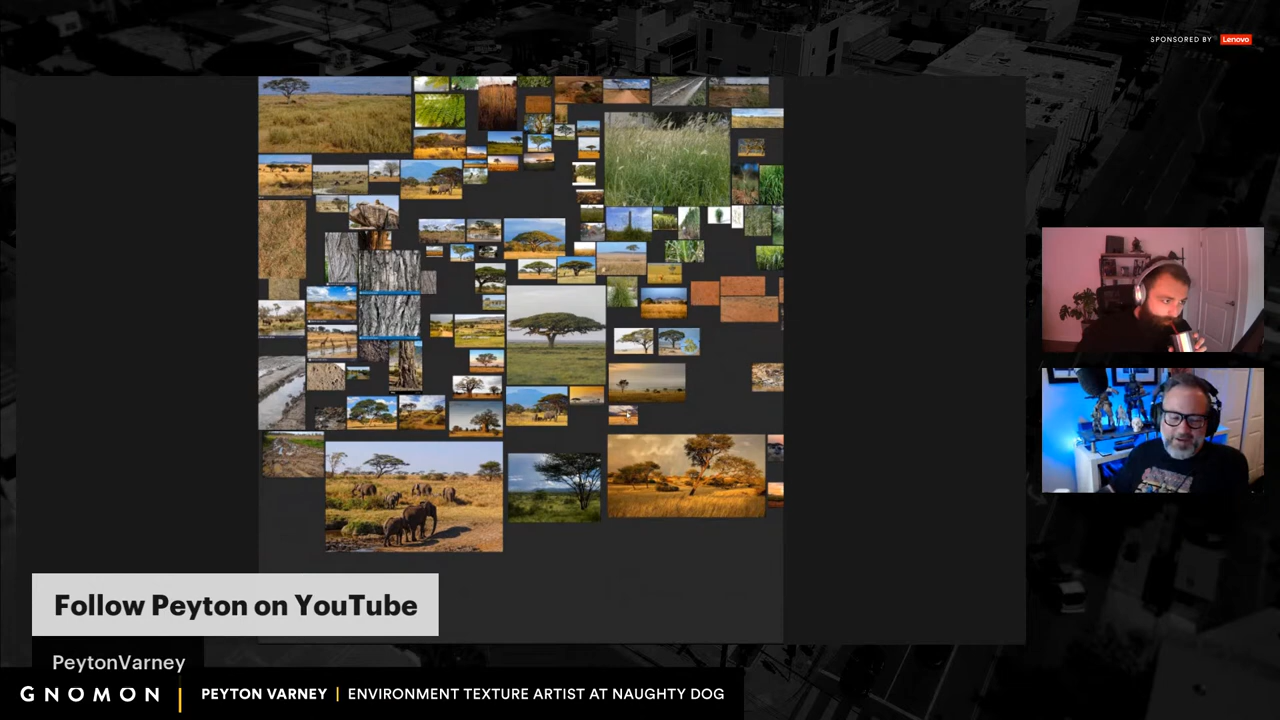 SPONSORED BY Lenovo
Follow Peyton on YouTube
PeytonVarney
GNOMON | PEYTON VARNEY | ENVIRONMENT TEXTURE ARTIST AT NAUGHTY DOG